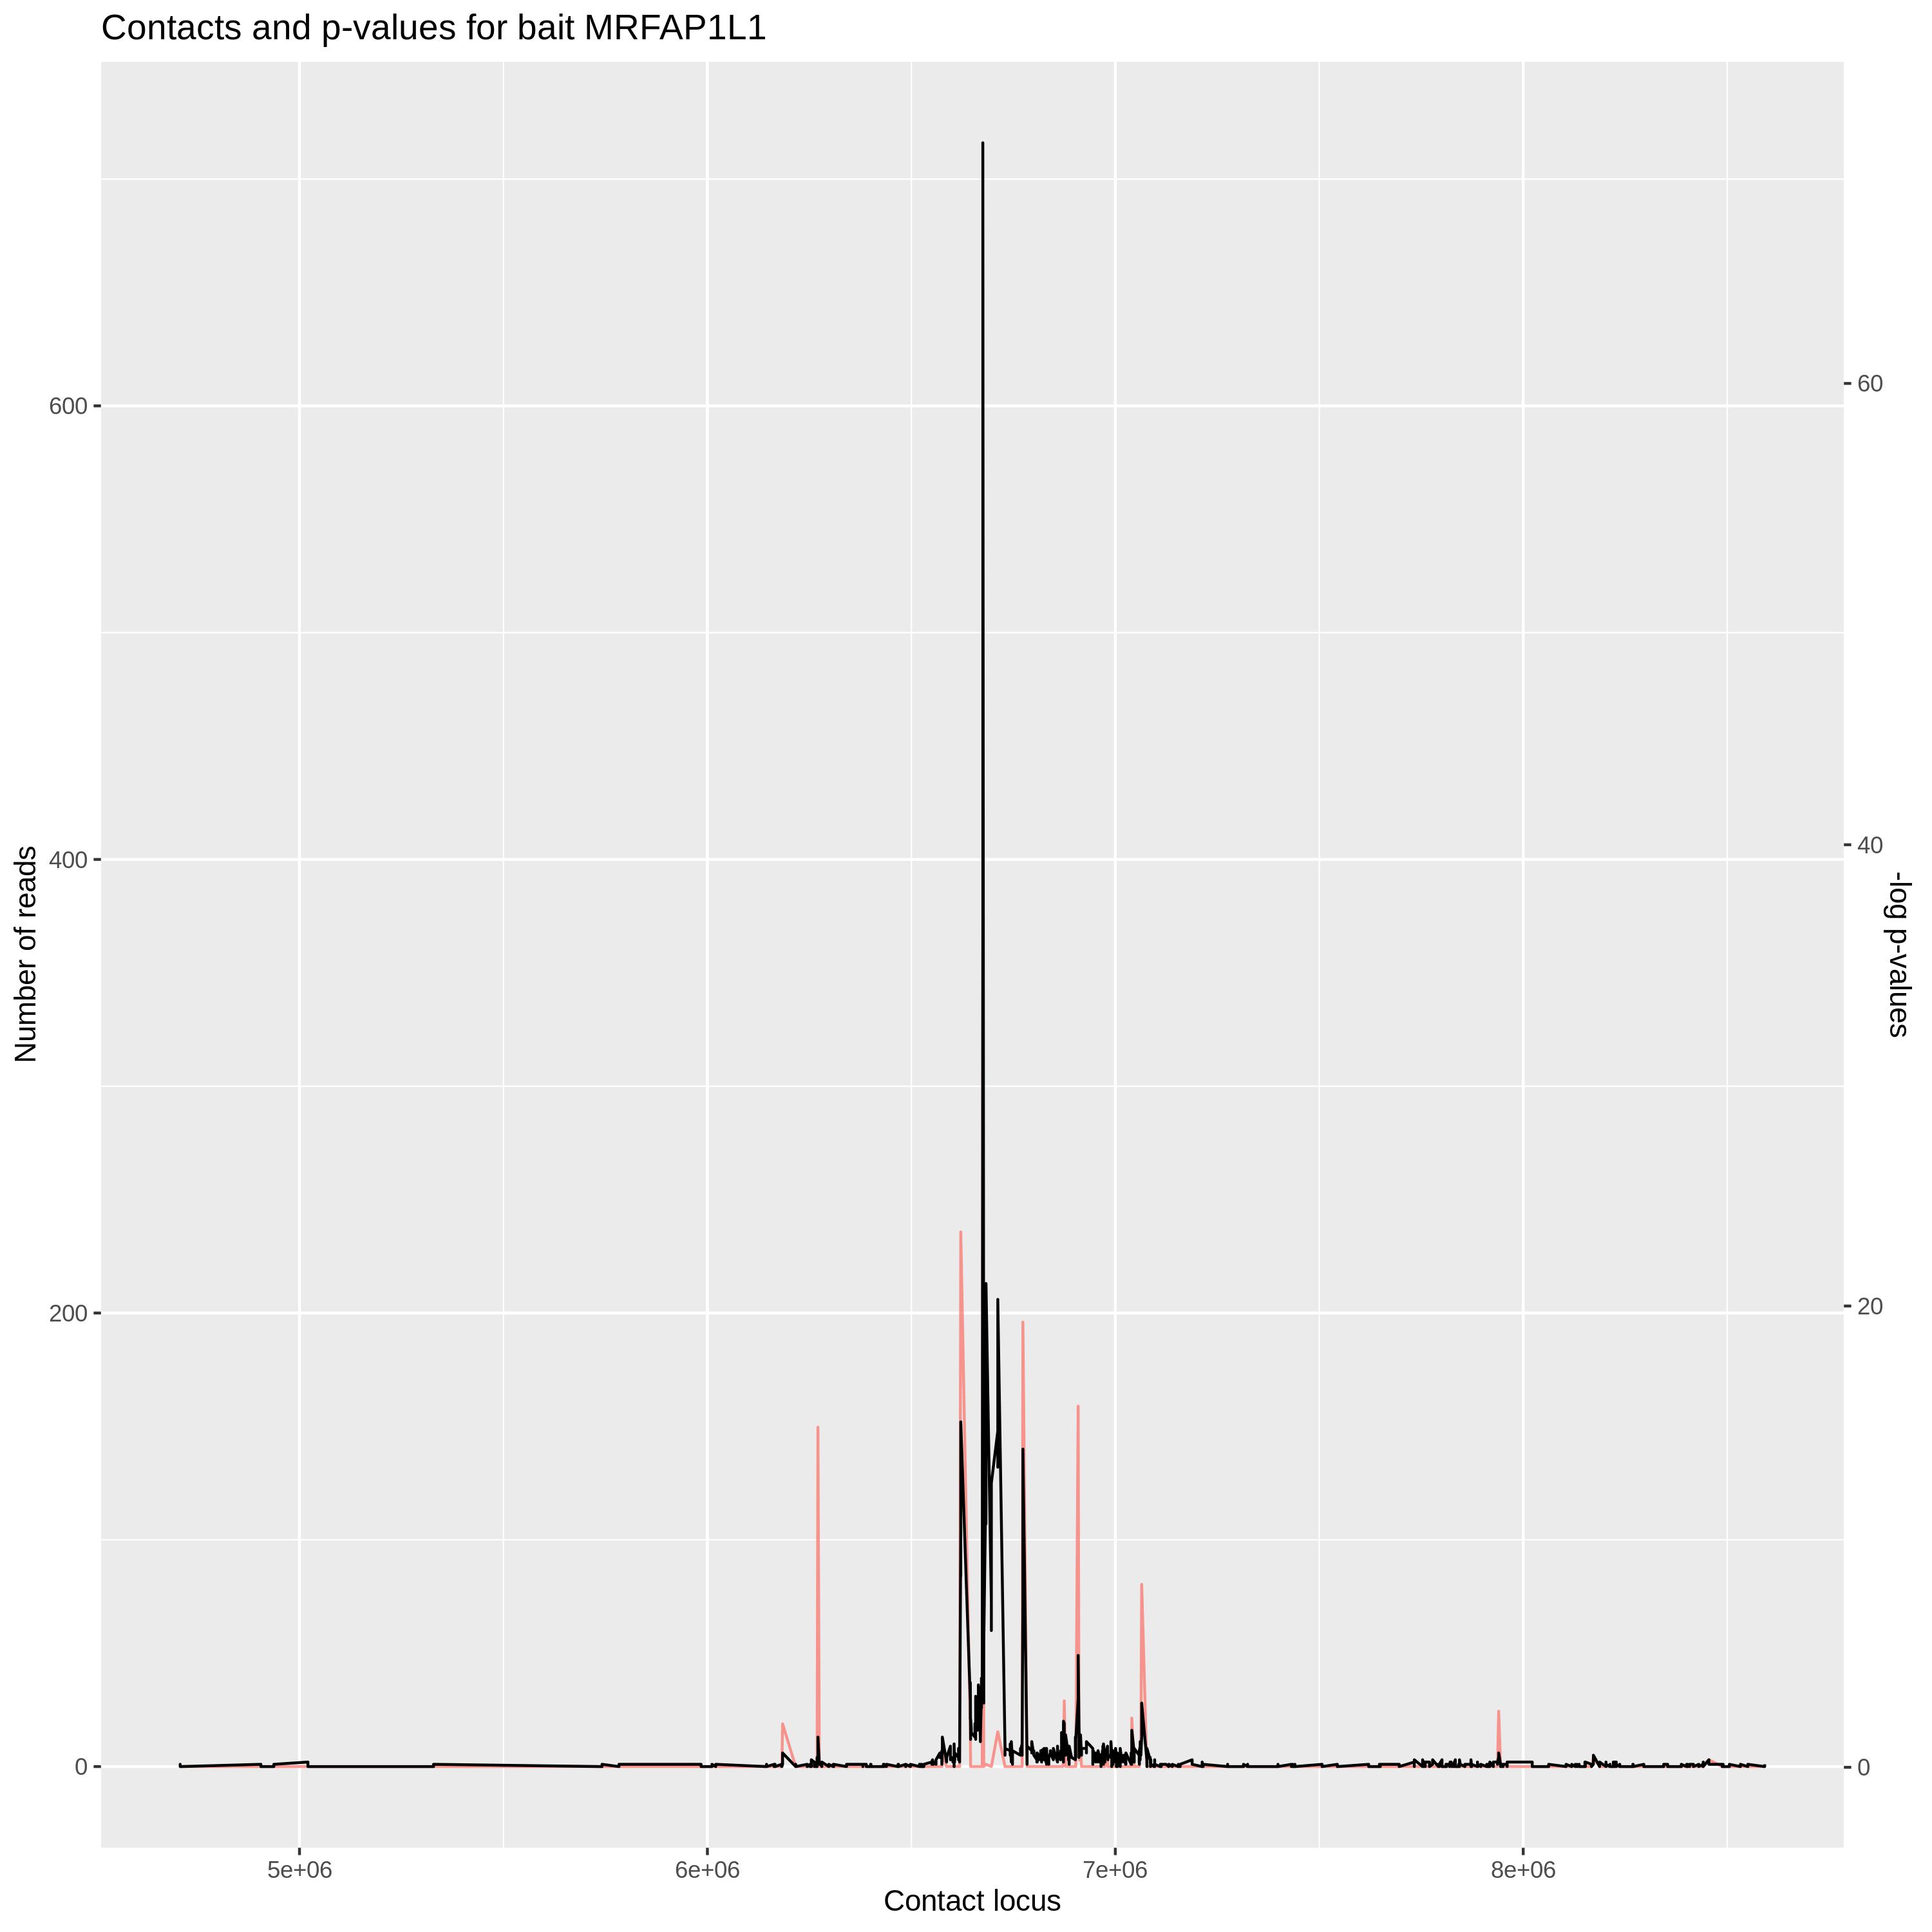 Contacts and p-values for bait MRFAP1L1
Number of reads
600
400
200
0
60
40
20
0
-log p-values
5e+06
6e+06
7e+06
8e+06
Contact locus